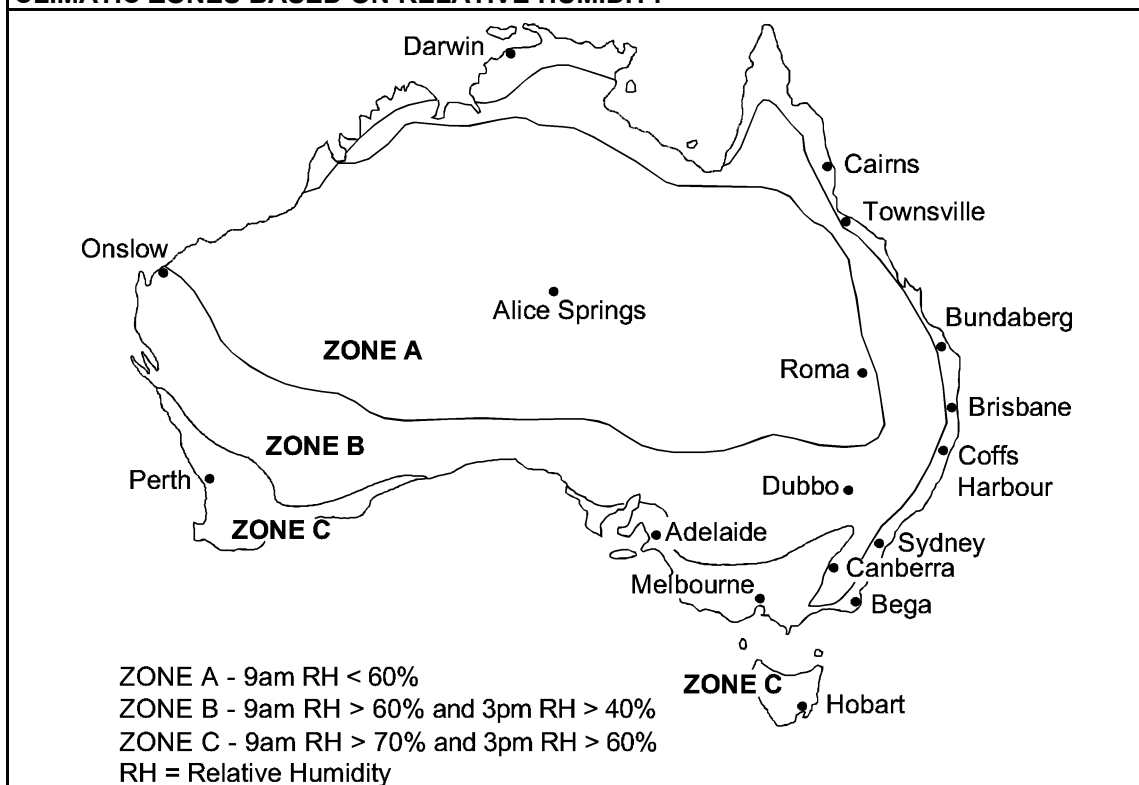 CLIMATIC ZONES BASED ON RELATIVE HUMIDITY
Darwin
Cairns
Townsville
Onslow
Alice Springs
Bundaberg
ZONE A
Roma
Brisbane
ZONE B
Coffs
Harbour
Perth
Dubbo
ZONE C
Adelaide
Sydney
Canberra
Melbourne
Bega
ZONE A - 9am RH < 60%
ZONE B - 9am RH > 60% and 3pm RH > 40%
ZONE C - 9am RH > 70% and 3pm RH > 60%
RH = Relative Humidity
ZONE C
Hobart